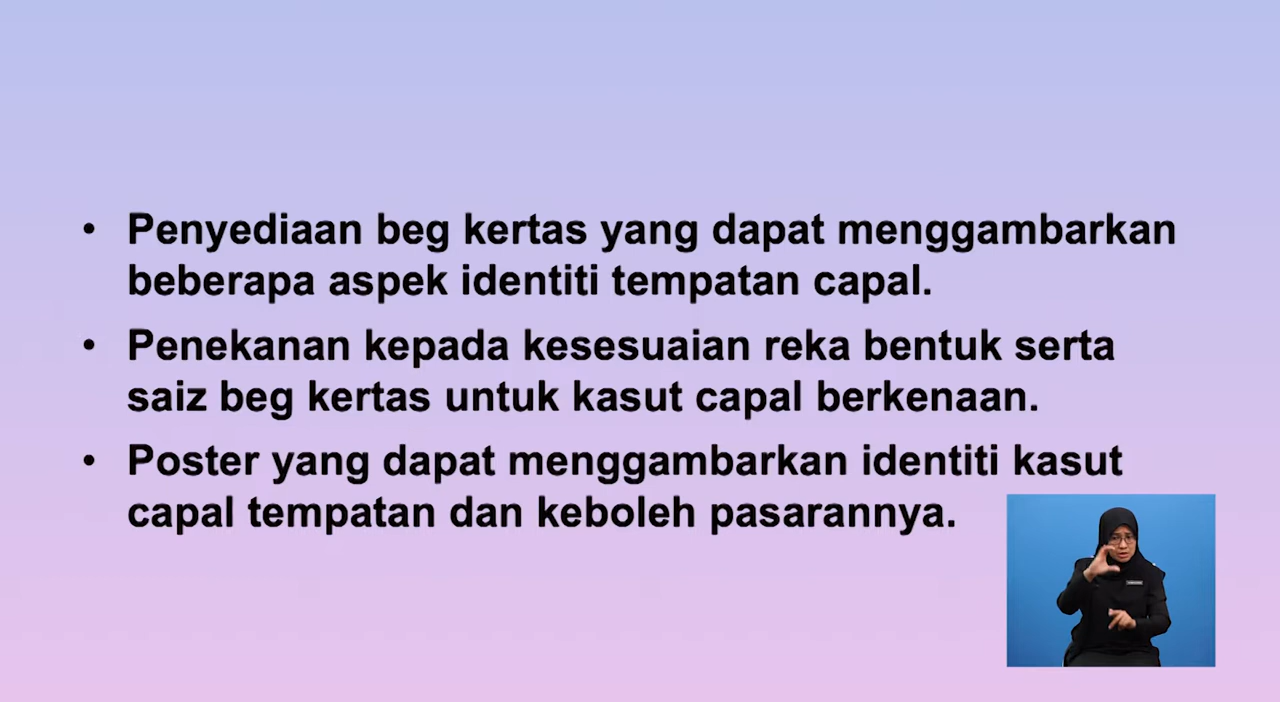 • Penyediaan beg kertas yang dapat menggambarkan
beberapa aspek identiti tempatan capal.
• Penekanan kepada kesesuaian reka bentuk serta
saiz beg kertas untuk kasut capal berkenaan.
• Poster yang dapat menggambarkan identiti kasut
capal tempatan dan keboleh pasarannya.